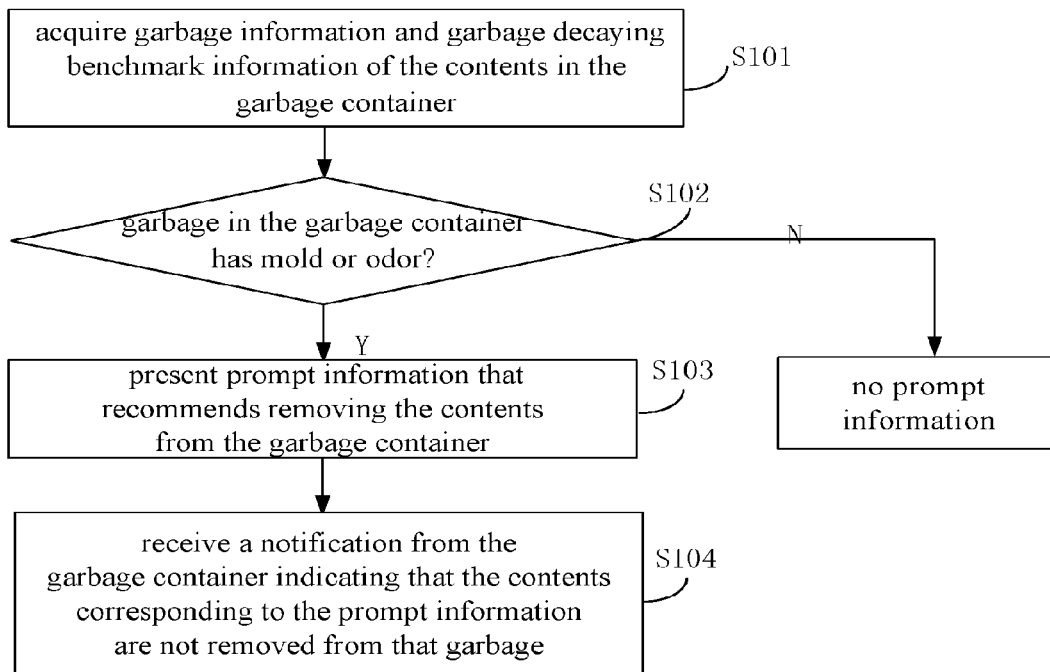 acquire garbage information and garbage decaying
benchmark information of the contents in the
garbage container
S101
garbage in the garbage container
has mold or odor?
S102
N
Y
present prompt information that
recommends removing the contents
from the garbage container
S103
no prompt
information
receive a notification from the
garbage container indicating that the contents
corresponding to the prompt information
are not removed from that garbage
S104